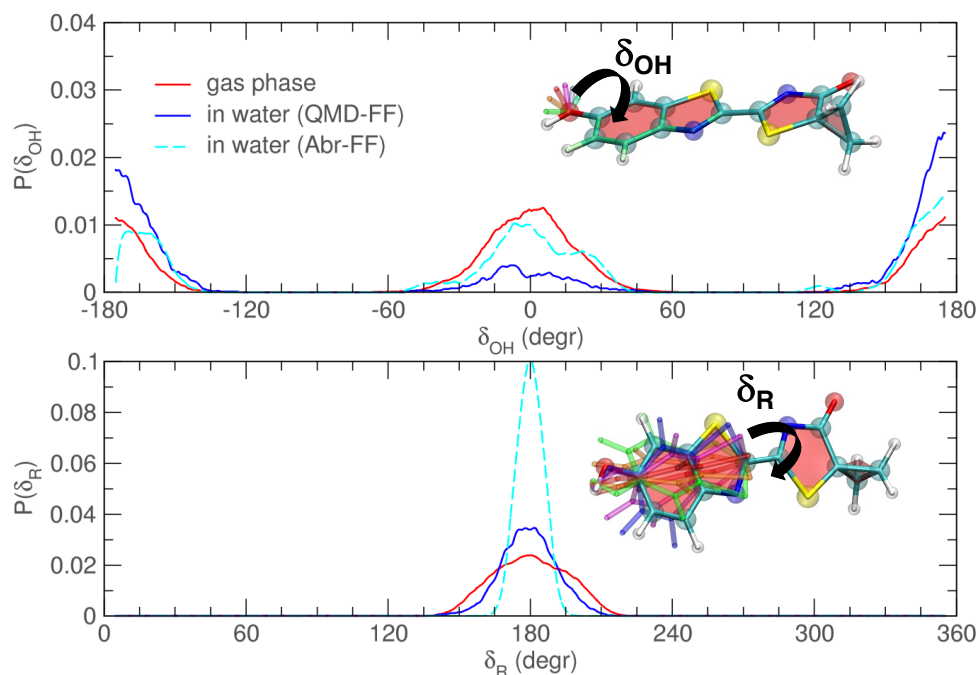 0.04
0.03
0.02
0.01
0
P(δOH)
gas phase
in water (QMD-FF)
in water (Abr-FF)
δOH
-180 -120 -60 0 60 120 180
δOH (degr)
0.1
0.08
0.06
0.04
0.02
0
P(δR)
δR
0 60 120 180 240 300 360
δR (degr)